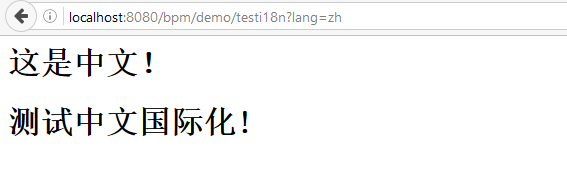 localhost:8080/bpm/demo/testi18n?lang=zh
这是中文！
测试中文国际化！